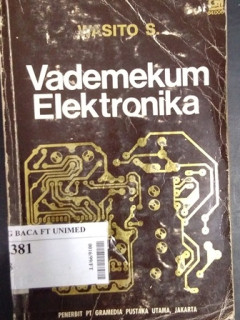 WASITO S.
Vademekum
Elektronika
G BACA FT UNIMED
381
PENERBIT PT GRAMEDIA PUSTAKA UTAMA, JAKARTA